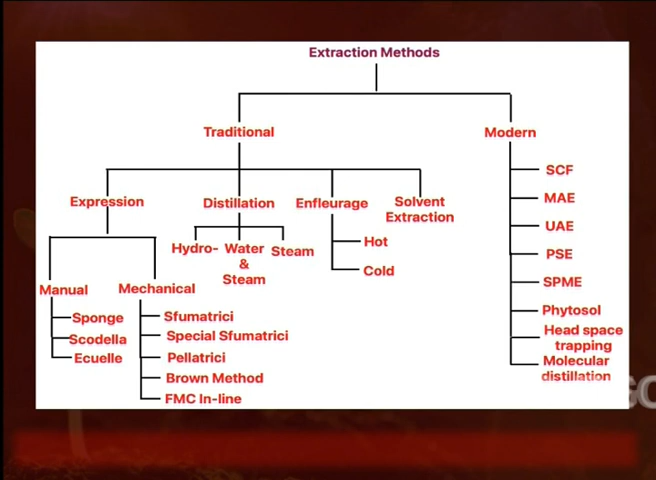 Extraction Methods
Traditional
Modern
Expression
Distillation
Enfleurage
Solvent
Extraction
Hydro-
Water
&
Steam
Steam
Hot
Cold
Manual
Sponge
Scodella
Ecuelle
Mechanical
Sfumatrici
Special Sfumatrici
Pellatrici
Brown Method
FMC In-line
SCF
MAE
UAE
PSE
SPME
Phytosol
Head space
trapping
Molecular
distillation